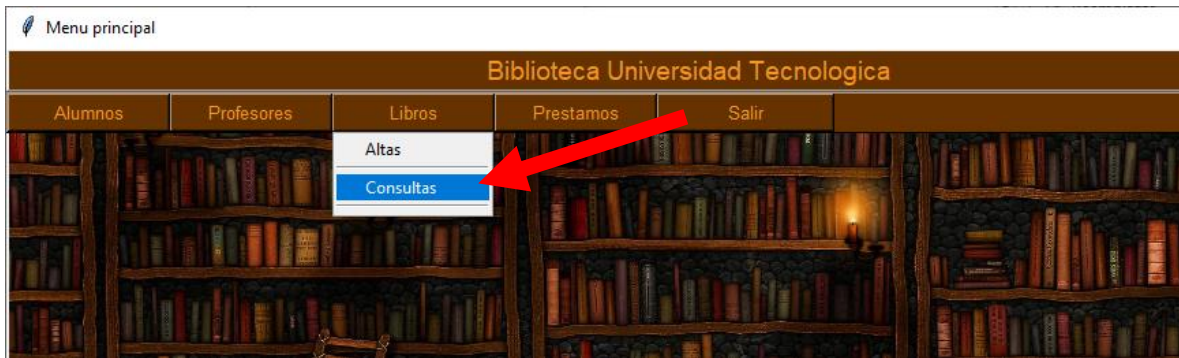 Menu principal
Biblioteca Universidad Tecnologica
Alumnos Profesores Libros Prestamos Salir
Altas
Consultas